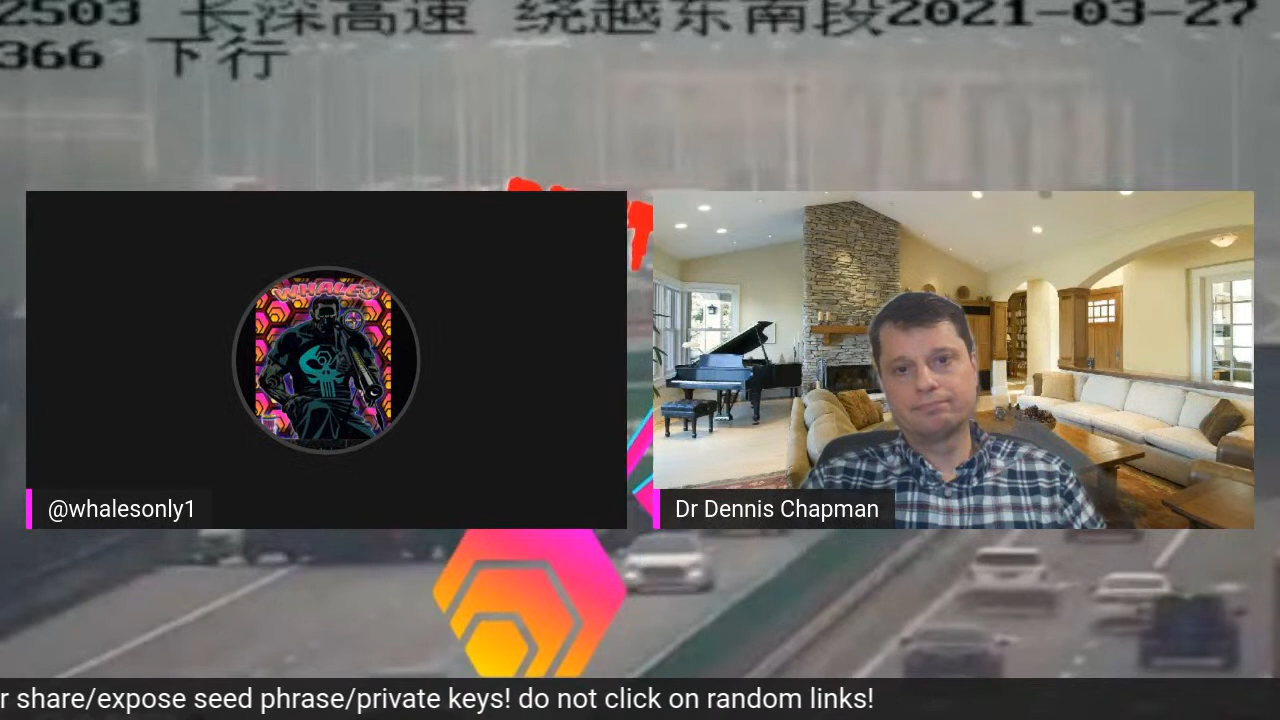 2503 长深高速 绕越东南段2021-03-27
366 下行
WHALES
@whalesonly1
Dr Dennis Chapman
r share/expose seed phrase/private keys! do not click on random links!